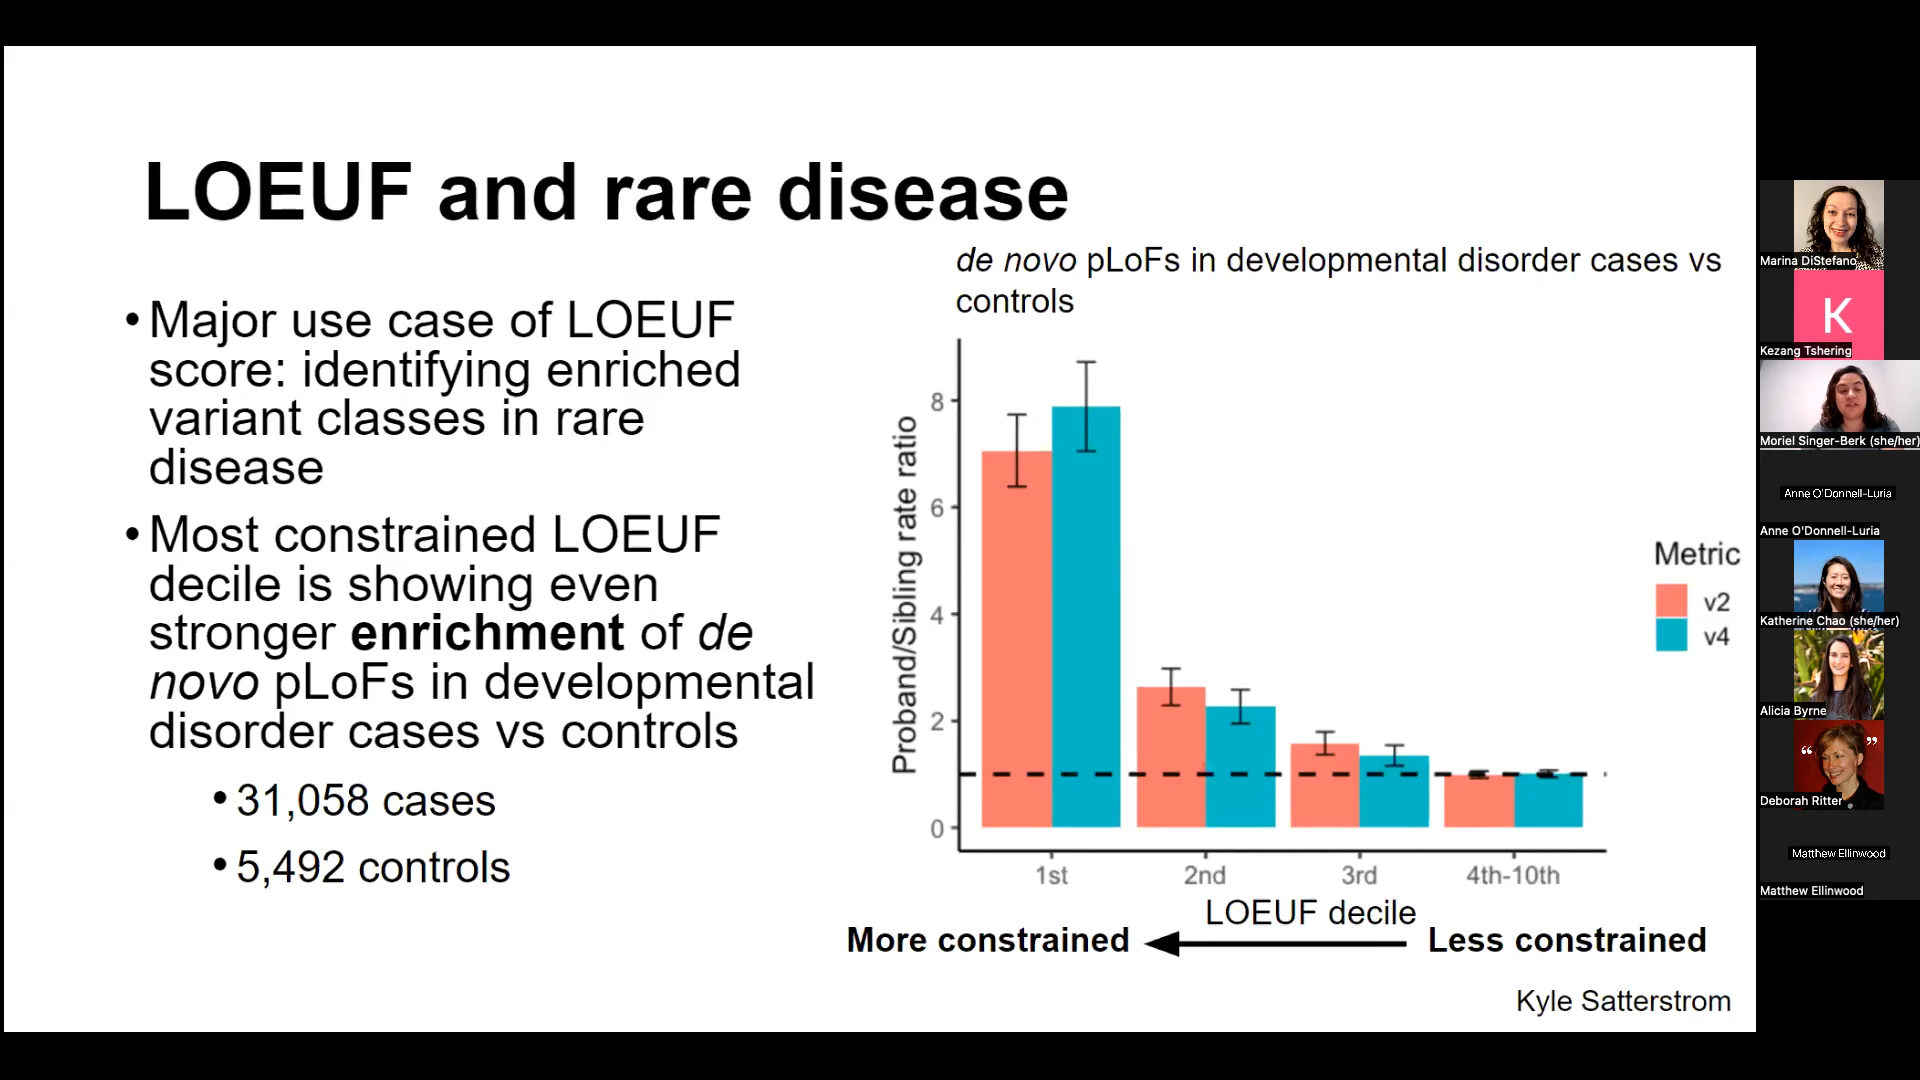 LOEUF and rare disease
• Major use case of LOEUF
score: identifying enriched
variant classes in rare
disease
• Most constrained LOEUF
decile is showing even
stronger enrichment of de
novo pLoFs in developmental
disorder cases vs controls
• 31,058 cases
• 5,492 controls
de novo pLoFs in developmental disorder cases vs
controls
Proband/Sibling rate ratio
8
6
4
2
0
1st 2nd 3rd 4th-10th
LOEUF decile
More constrained Less constrained
Metric
v2
v4
Kyle Satterstrom
Marina DiStefano
K
Kezang Tshering
Moriel Singer-Berk (she/her)
Anne O'Donnell-Luria
Anne O'Donnell-Luria
Katherine Chao (she/her)
Alicia Byrne
“ ”
Deborah Ritter
Matthew Ellinwood
Matthew Ellinwood